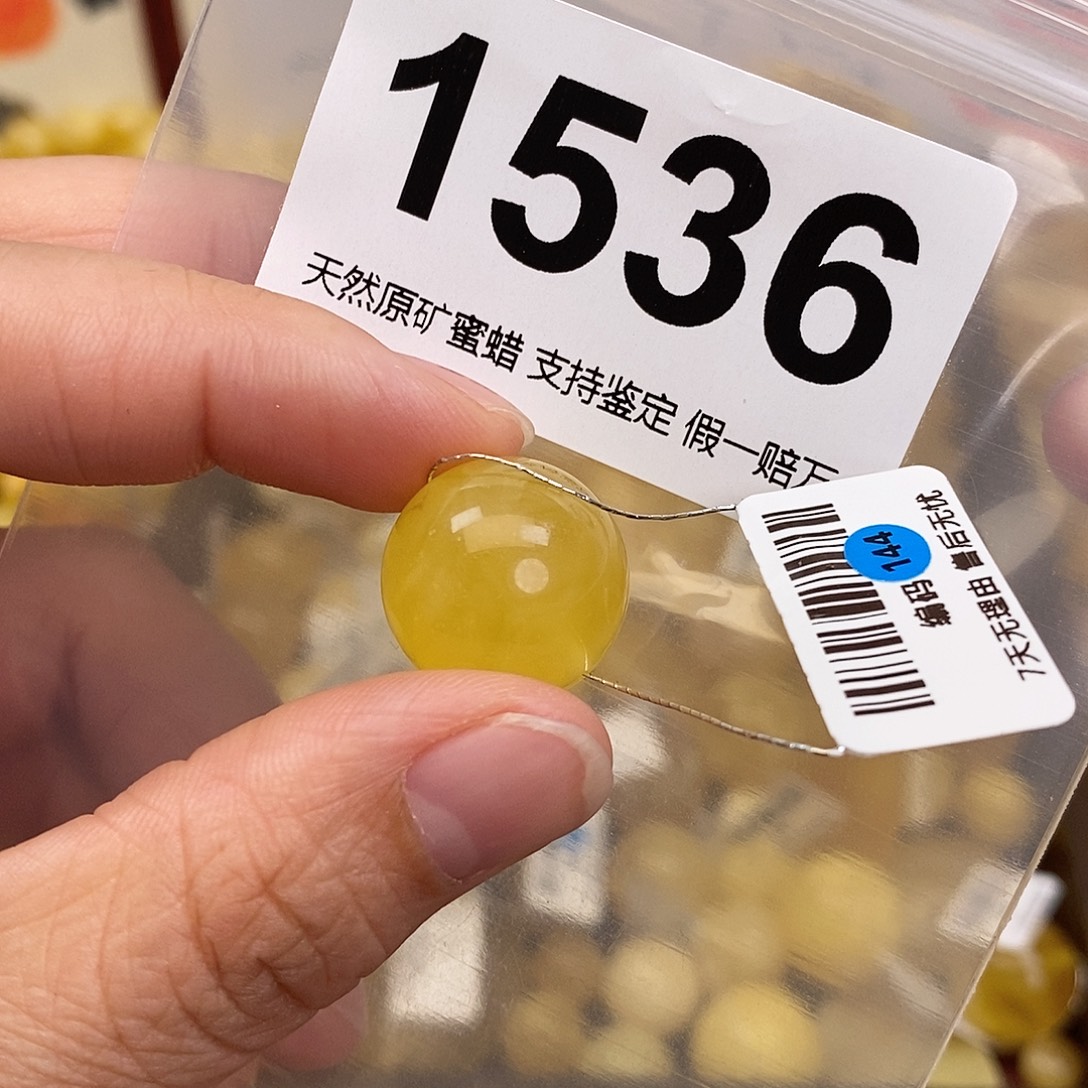 1536
天然原矿蜜蜡 支持鉴定 假一赔万
144
编码
7天无理由 售后无忧